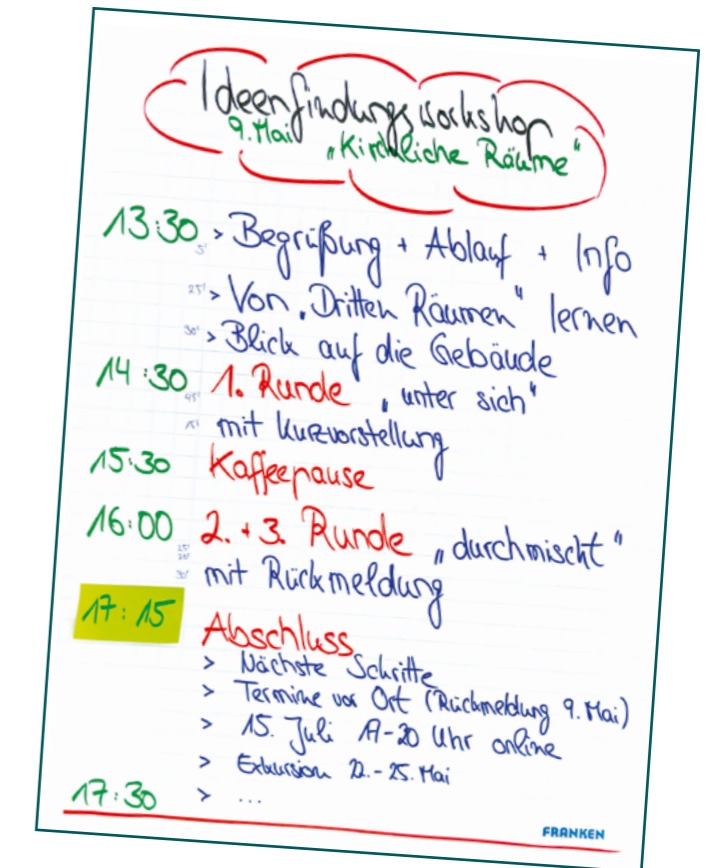 Ideenfindungsworkshop
9. Mai „Kirchliche Räume“
13:30 > Begrüßung + Ablauf + Info
5'
25' > Von „Dritten Räumen“ lernen
30' > Blick auf die Gebäude
14:30 1. Runde „unter sich“
45'
15' mit Kurzvorstellung
15:30 Kaffeepause
16:00 2. + 3. Runde „durchmischt“
30' mit Rückmeldung
17:15 Abschluss
> Nächste Schritte
> Termine vor Ort (Rückmeldung 9. Mai)
> 15. Juli 19-20 Uhr online
> Exkursion 22.-25. Mai
17:30 > ...
FRANKEN